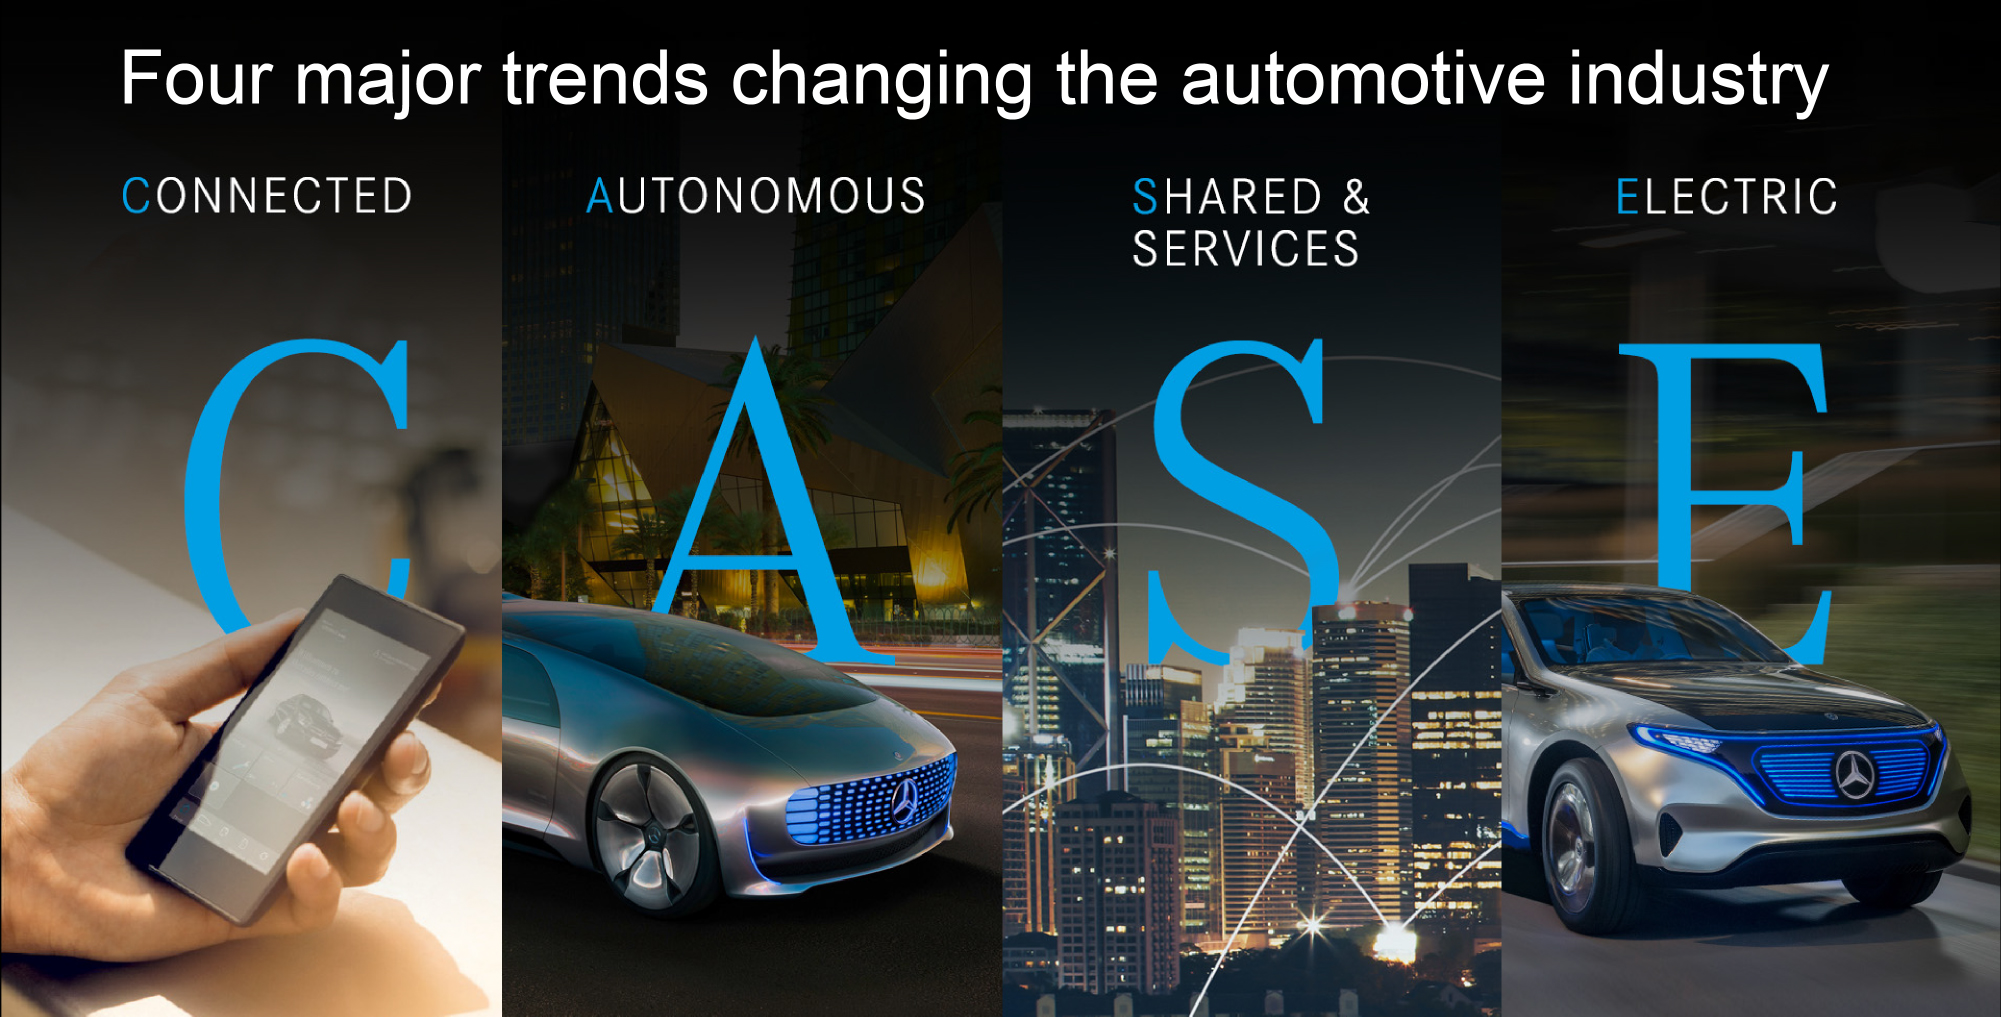 Four major trends changing the automotive industry
CONNECTED
AUTONOMOUS
SHARED &
SERVICES
ELECTRIC
C
A
S
E